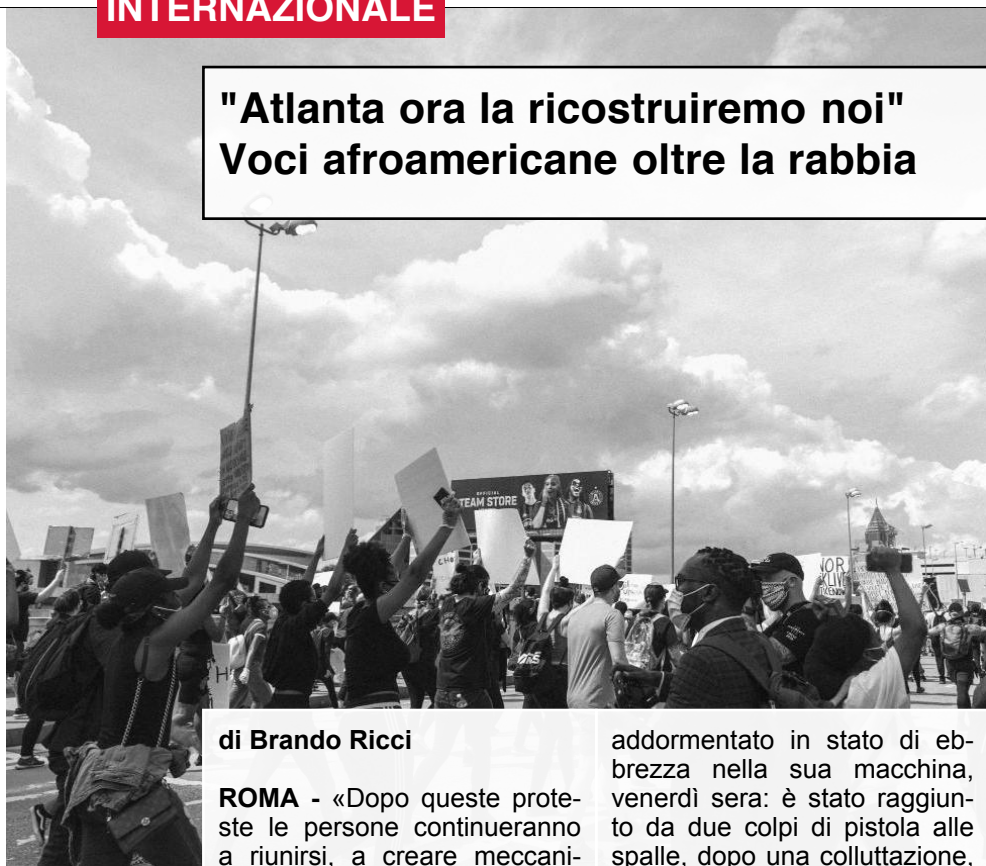 INTERNAZIONALE
"Atlanta ora la ricostruiremo noi"
Voci afroamericane oltre la rabbia
OFFICIAL
TEAM STORE
di Brando Ricci
ROMA - «Dopo queste prote-
ste le persone continueranno
a riunirsi, a creare meccani-
addormentato in stato di eb-
brezza nella sua macchina,
venerdì sera: è stato raggiun-
to da due colpi di pistola alle
spalle, dopo una colluttazione,